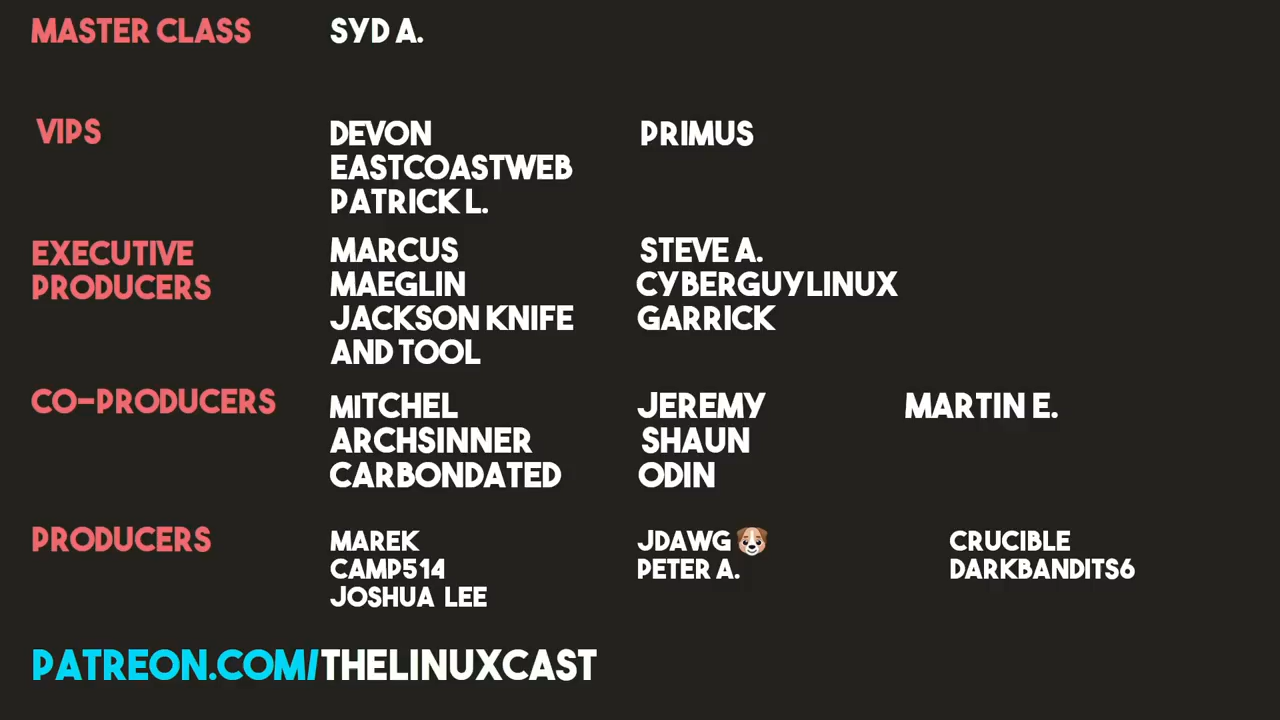 MASTER CLASS SYD A.
VIPS DEVON PRIMUS
EASTCOASTWEB
PATRICK L.
EXECUTIVE MARCUS STEVE A.
PRODUCERS MAEGLIN CYBERGUYLINUX
JACKSON KNIFE GARRICK
AND TOOL
CO-PRODUCERS MITCHEL JEREMY MARTIN E.
ARCHSINNER SHAUN
CARBONDATED ODIN
PRODUCERS MAREK JDAWG🐶 CRUCIBLE
CAMP514 PETER A. DARKBANDITS6
JOSHUA LEE
PATREON.COM/THELINUXCAST